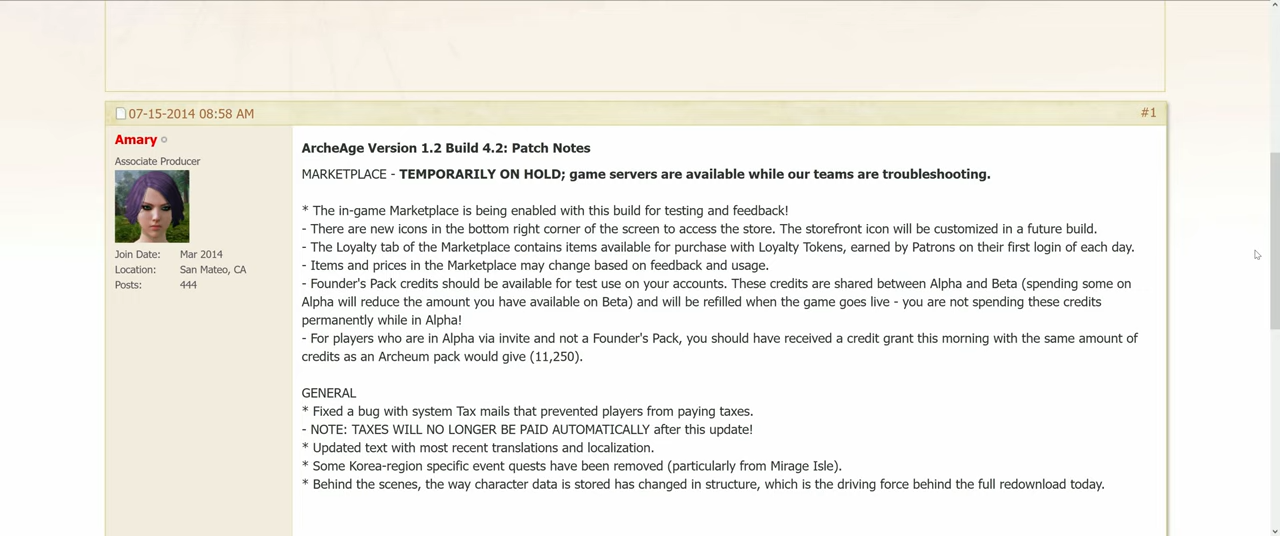 07-15-2014 08:58 AM
#1
Amary
Associate Producer
Join Date: Mar 2014
Location: San Mateo, CA
Posts: 444
ArcheAge Version 1.2 Build 4.2: Patch Notes
MARKETPLACE - TEMPORARILY ON HOLD; game servers are available while our teams are troubleshooting.
* The in-game Marketplace is being enabled with this build for testing and feedback!
- There are new icons in the bottom right corner of the screen to access the store. The storefront icon will be customized in a future build.
- The Loyalty tab of the Marketplace contains items available for purchase with Loyalty Tokens, earned by Patrons on their first login of each day.
- Items and prices in the Marketplace may change based on feedback and usage.
- Founder's Pack credits should be available for test use on your accounts. These credits are shared between Alpha and Beta (spending some on
Alpha will reduce the amount you have available on Beta) and will be refilled when the game goes live - you are not spending these credits
permanently while in Alpha!
- For players who are in Alpha via invite and not a Founder's Pack, you should have received a credit grant this morning with the same amount of
credits as an Archeum pack would give (11,250).
GENERAL
* Fixed a bug with system Tax mails that prevented players from paying taxes.
- NOTE: TAXES WILL NO LONGER BE PAID AUTOMATICALLY after this update!
* Updated text with most recent translations and localization.
* Some Korea-region specific event quests have been removed (particularly from Mirage Isle).
* Behind the scenes, the way character data is stored has changed in structure, which is the driving force behind the full redownload today.